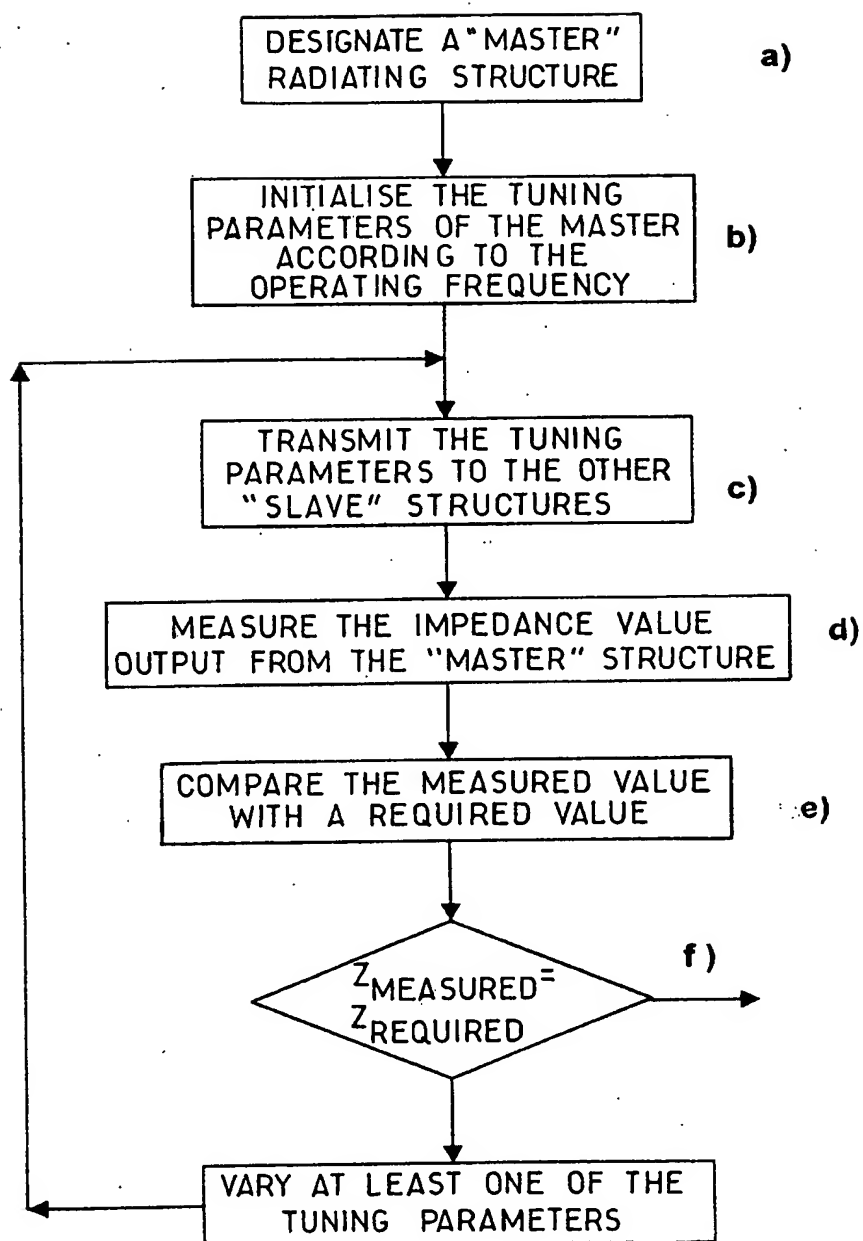 DESIGNATE A "MASTER"
RADIATING STRUCTURE
a)
INITIALISE THE TUNING
PARAMETERS OF THE MASTER
ACCORDING TO THE
OPERATING FREQUENCY
b)
TRANSMIT THE TUNING
PARAMETERS TO THE OTHER
"SLAVE" STRUCTURES
c)
MEASURE THE IMPEDANCE VALUE
OUTPUT FROM THE "MASTER" STRUCTURE
d)
COMPARE THE MEASURED VALUE
WITH A REQUIRED VALUE
e)
Z MEASURED =
Z REQUIRED
f)
VARY AT LEAST ONE OF THE
TUNING PARAMETERS